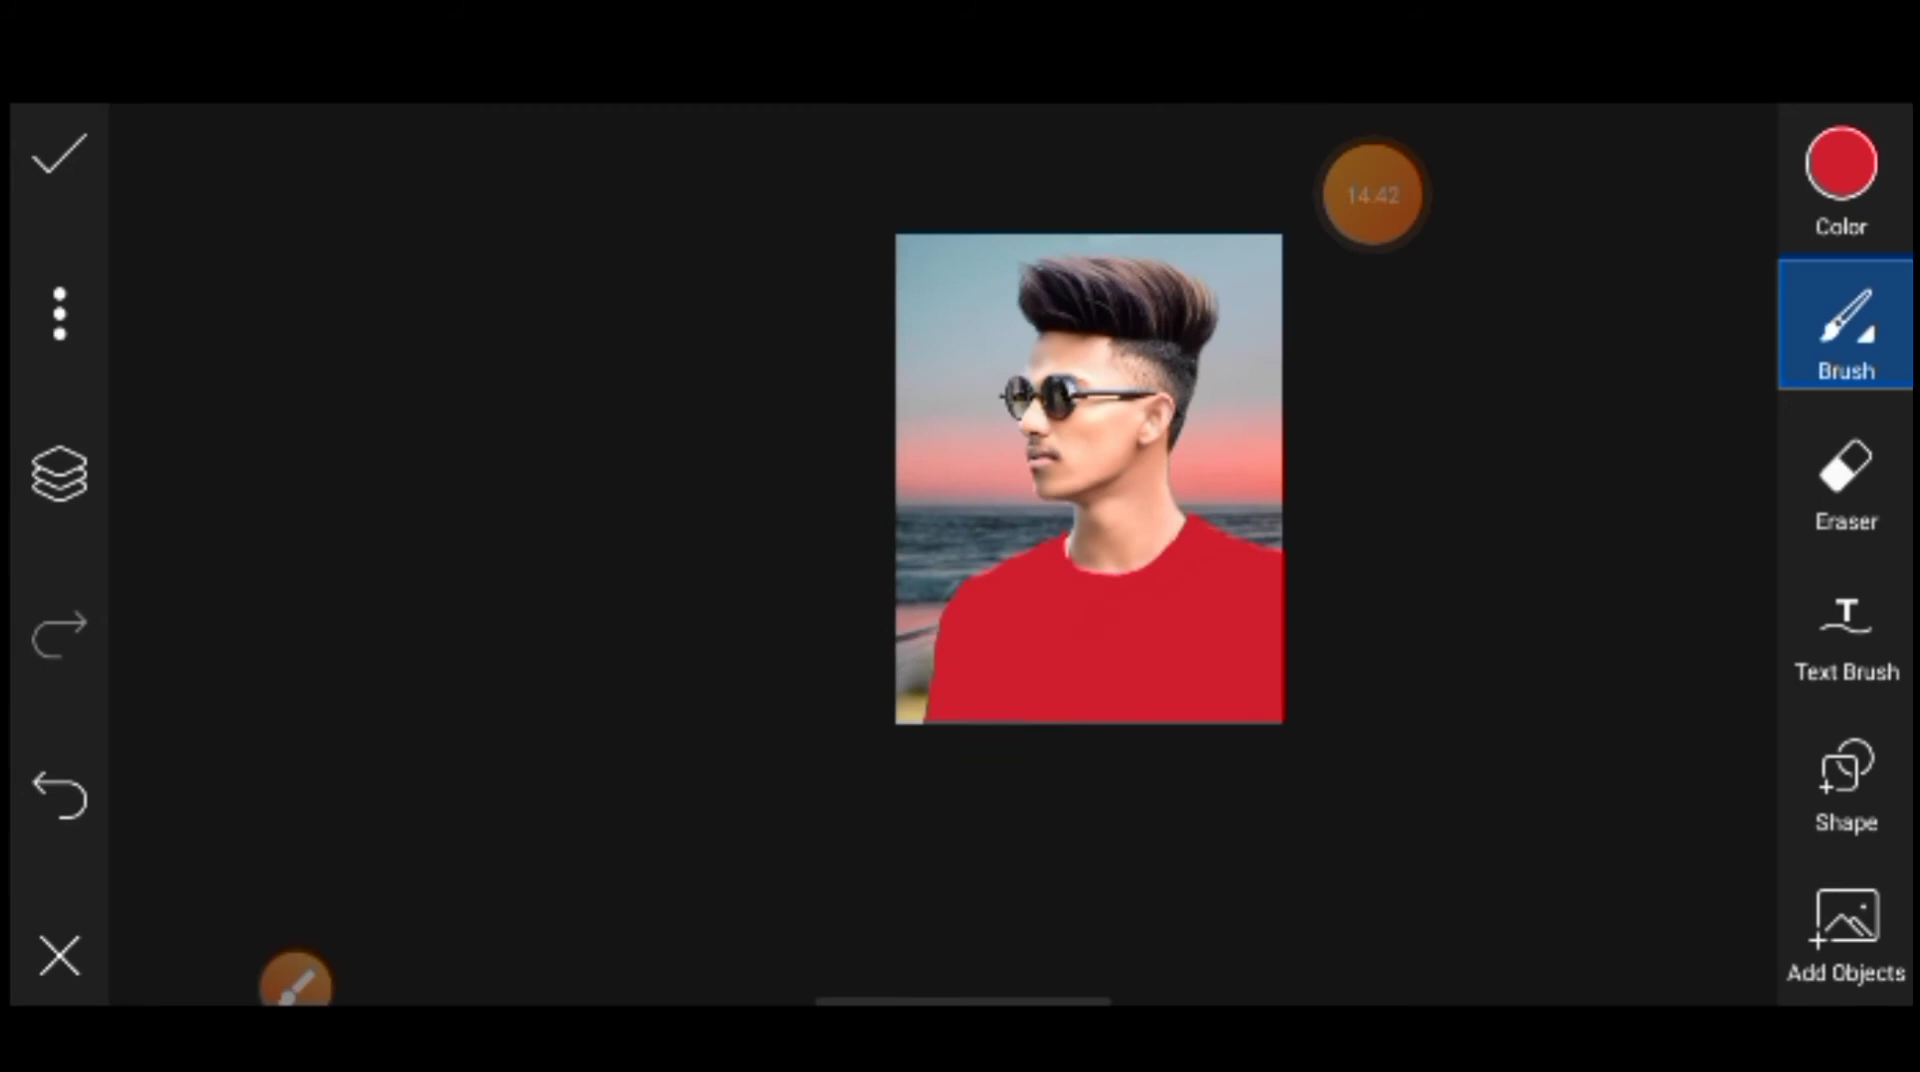 14.42
Color
Brush
Eraser
T
Text Brush
Shape
Add Objects